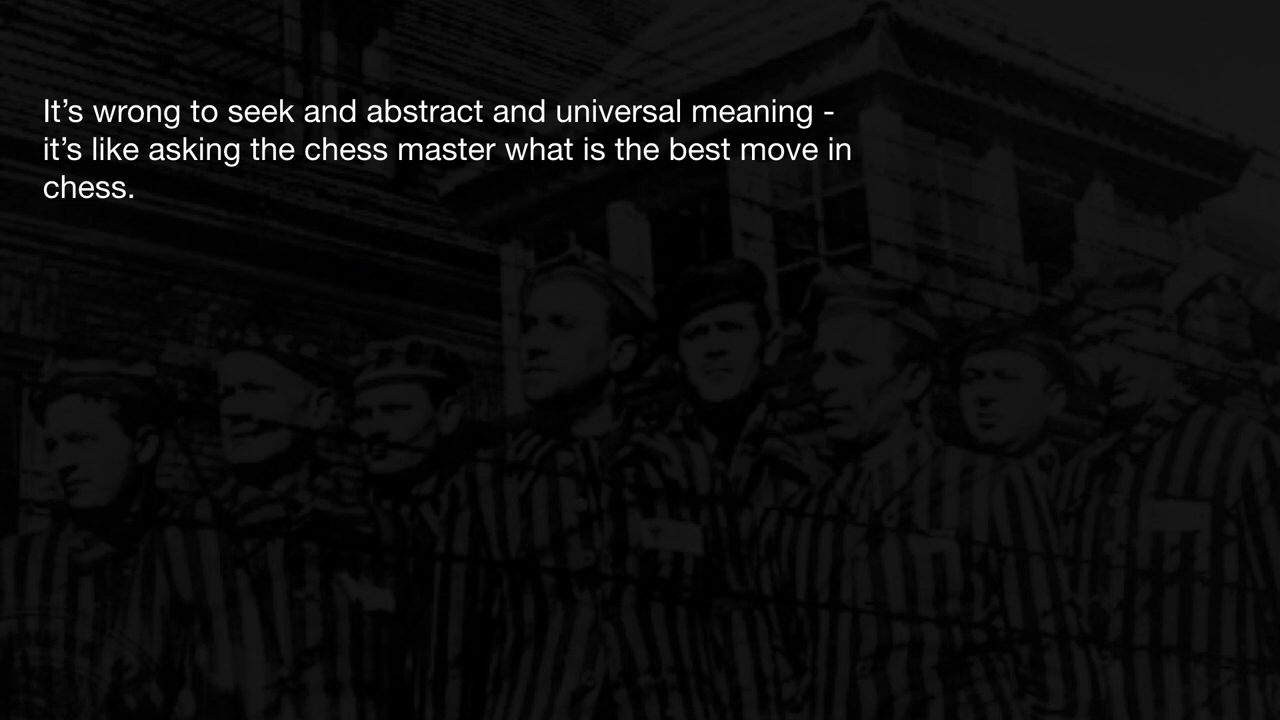 It’s wrong to seek and abstract and universal meaning -
it’s like asking the chess master what is the best move in
chess.